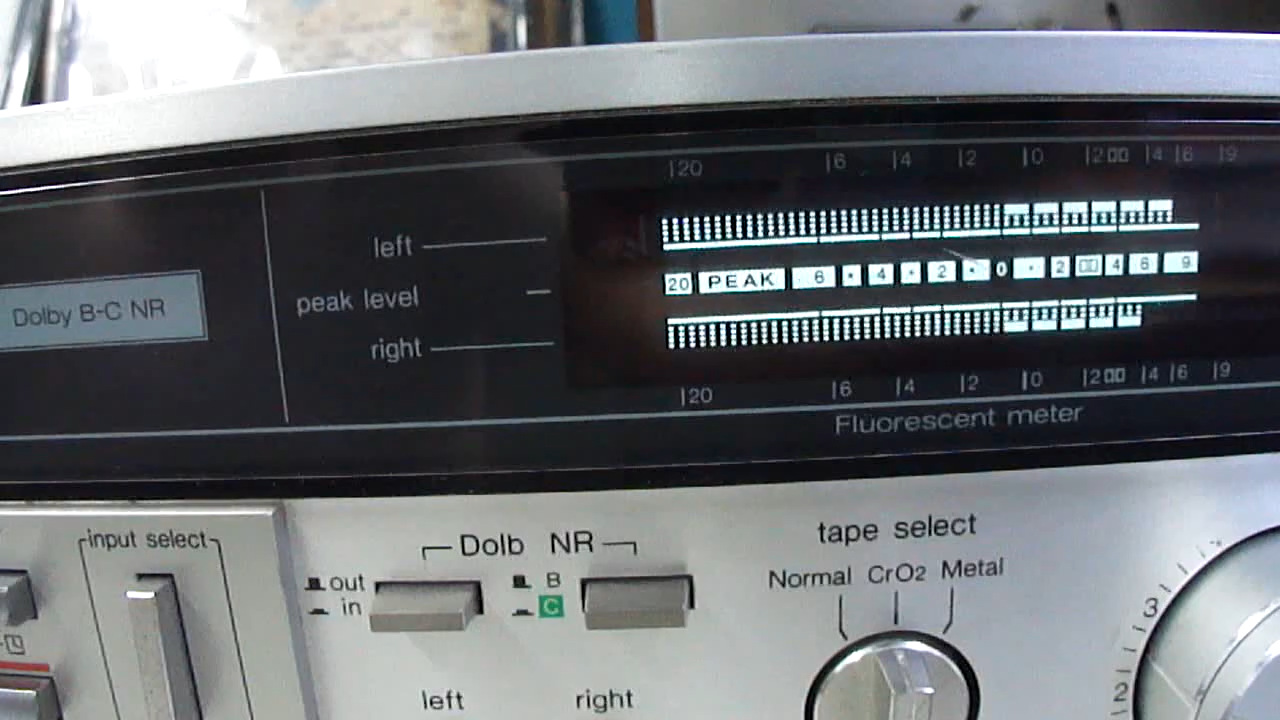 20 6 4 2 0 2 4 6 9
left
Dolby B-C NR
peak level
20 PEAK 6 4 2 0 2 4 6 9
right
20 6 4 2 0 2 4 6 9
Fluorescent meter
input select
Dolb NR
out
in
B
C
left
right
tape select
Normal CrO2 Metal
3
2